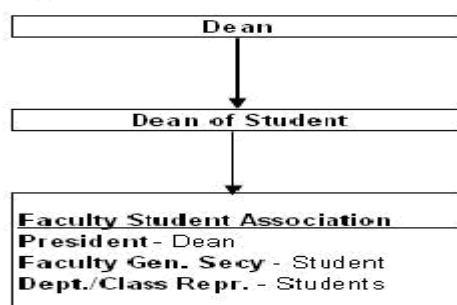 Dean
Dean of Student
Faculty Student Association
President - Dean
Faculty Gen. Secy - Student
Dept./Class Repr. - Students